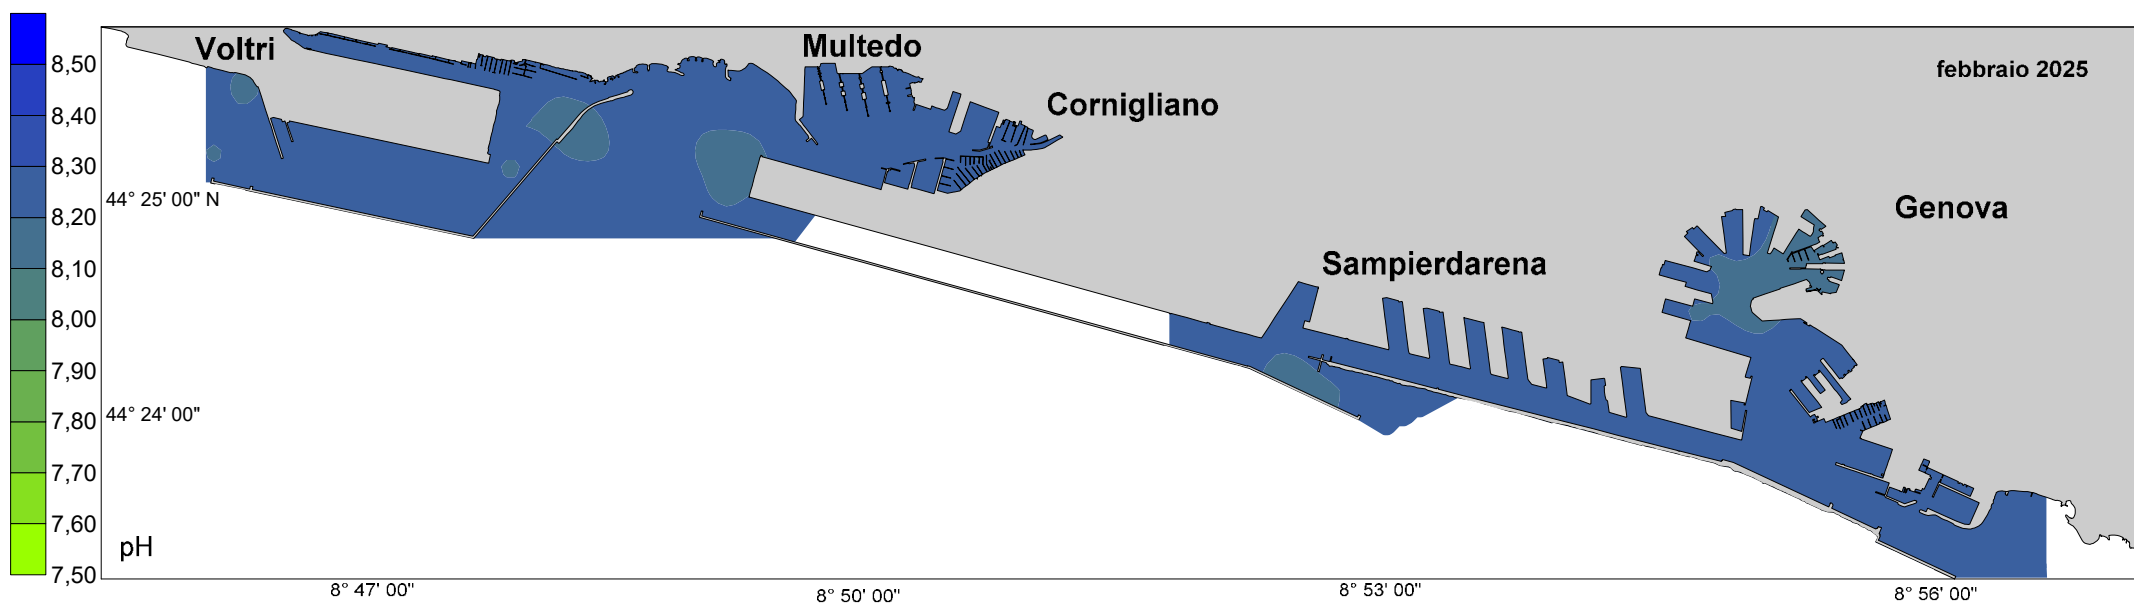 Voltri
Multedo
febbraio 2025
Cornigliano
Genova
Sampierdarena
8,50
8,40
8,30
8,20
8,10
8,00
7,90
7,80
7,70
7,60
7,50
44° 25' 00" N
44° 24' 00"
pH
8° 47' 00"
8° 50' 00"
8° 53' 00"
8° 56' 00"